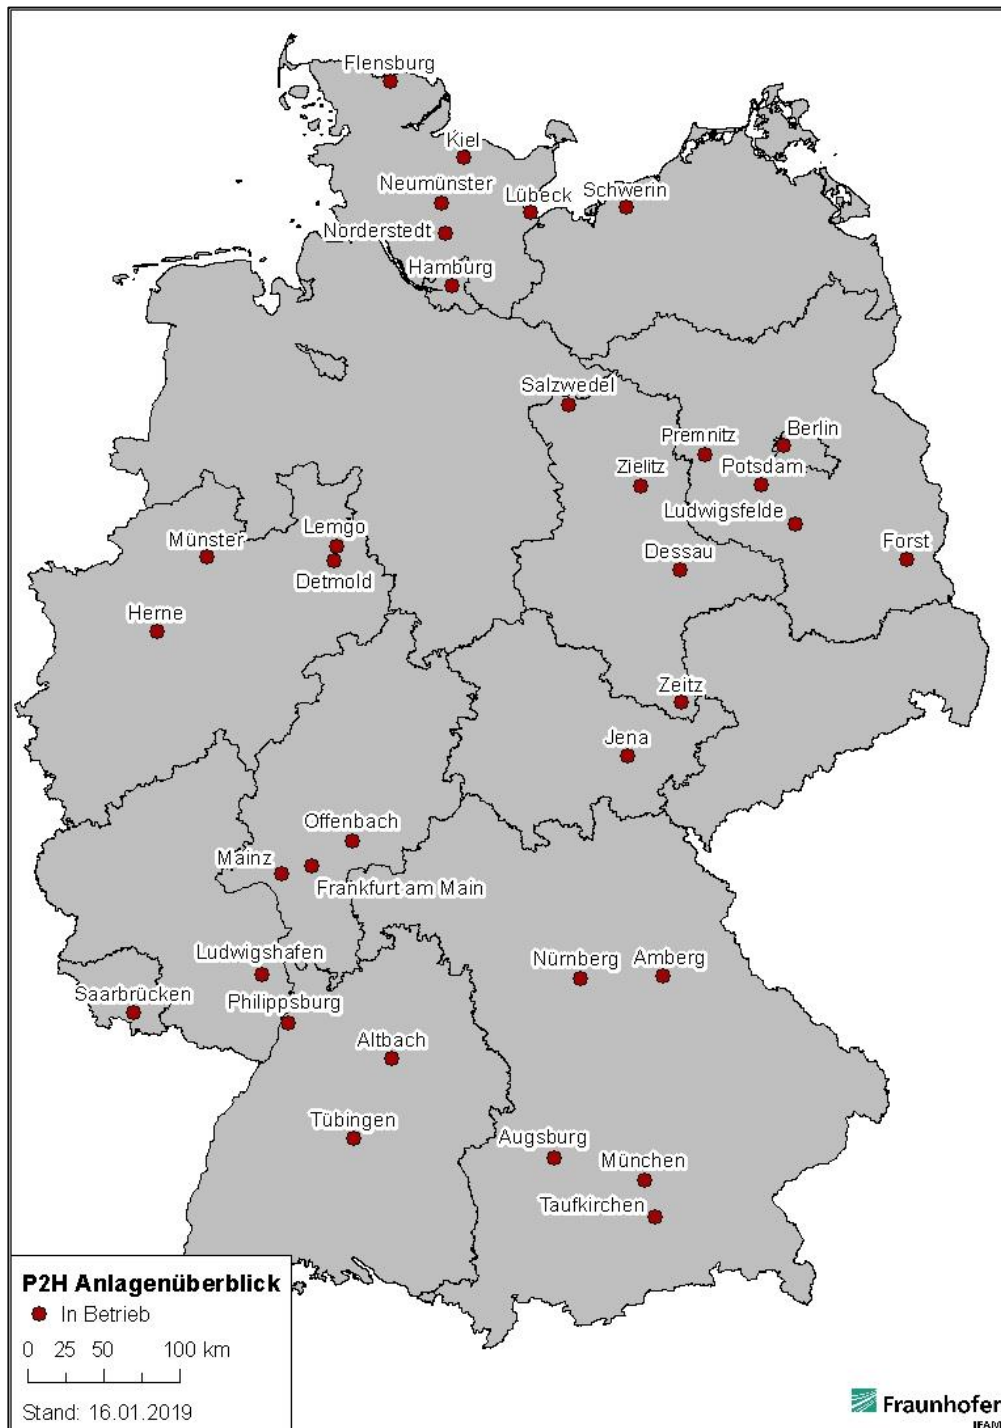 Flensburg
Kiel
Neumünster
Lübeck
Schwerin
Norderstedt
Hamburg
Salzwedel
Berlin
Premnitz
Zielitz
Potsdam
Ludwigsfelde
Münster
Lemgo
Dessau
Forst
Detmold
Herne
Zeitz
Jena
Offenbach
Mainz
Frankfurt am Main
Ludwigshafen
Nürnberg
Amberg
Saarbrücken
Philippsburg
Altbach
Tübingen
Augsburg
München
Taufkirchen
P2H Anlagenüberblick
In Betrieb
0 25 50 100 km
Stand: 16.01.2019
Fraunhofer
IFAM